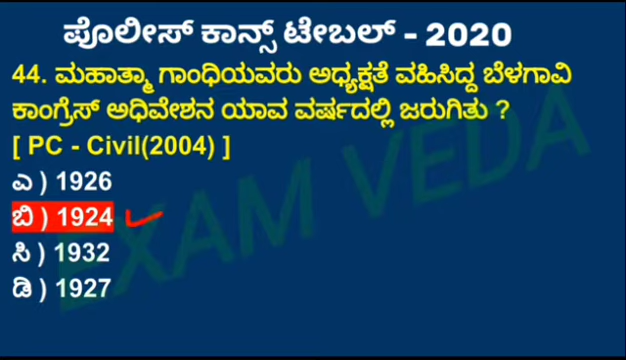 ಪೊಲೀಸ್ ಕಾನ್ಸ್‌ಟೇಬಲ್ - 2020
44. ಮಹಾತ್ಮಾ ಗಾಂಧಿಯವರು ಅಧ್ಯಕ್ಷತೆ ವಹಿಸಿದ್ದ ಬೆಳಗಾವಿ
ಕಾಂಗ್ರೆಸ್ ಅಧಿವೇಶನ ಯಾವ ವರ್ಷದಲ್ಲಿ ಜರುಗಿತು ?
[ PC - Civil(2004) ]
ಎ ) 1926
ಬಿ ) 1924
ಸಿ ) 1932
ಡಿ ) 1927
EXAM VEDA